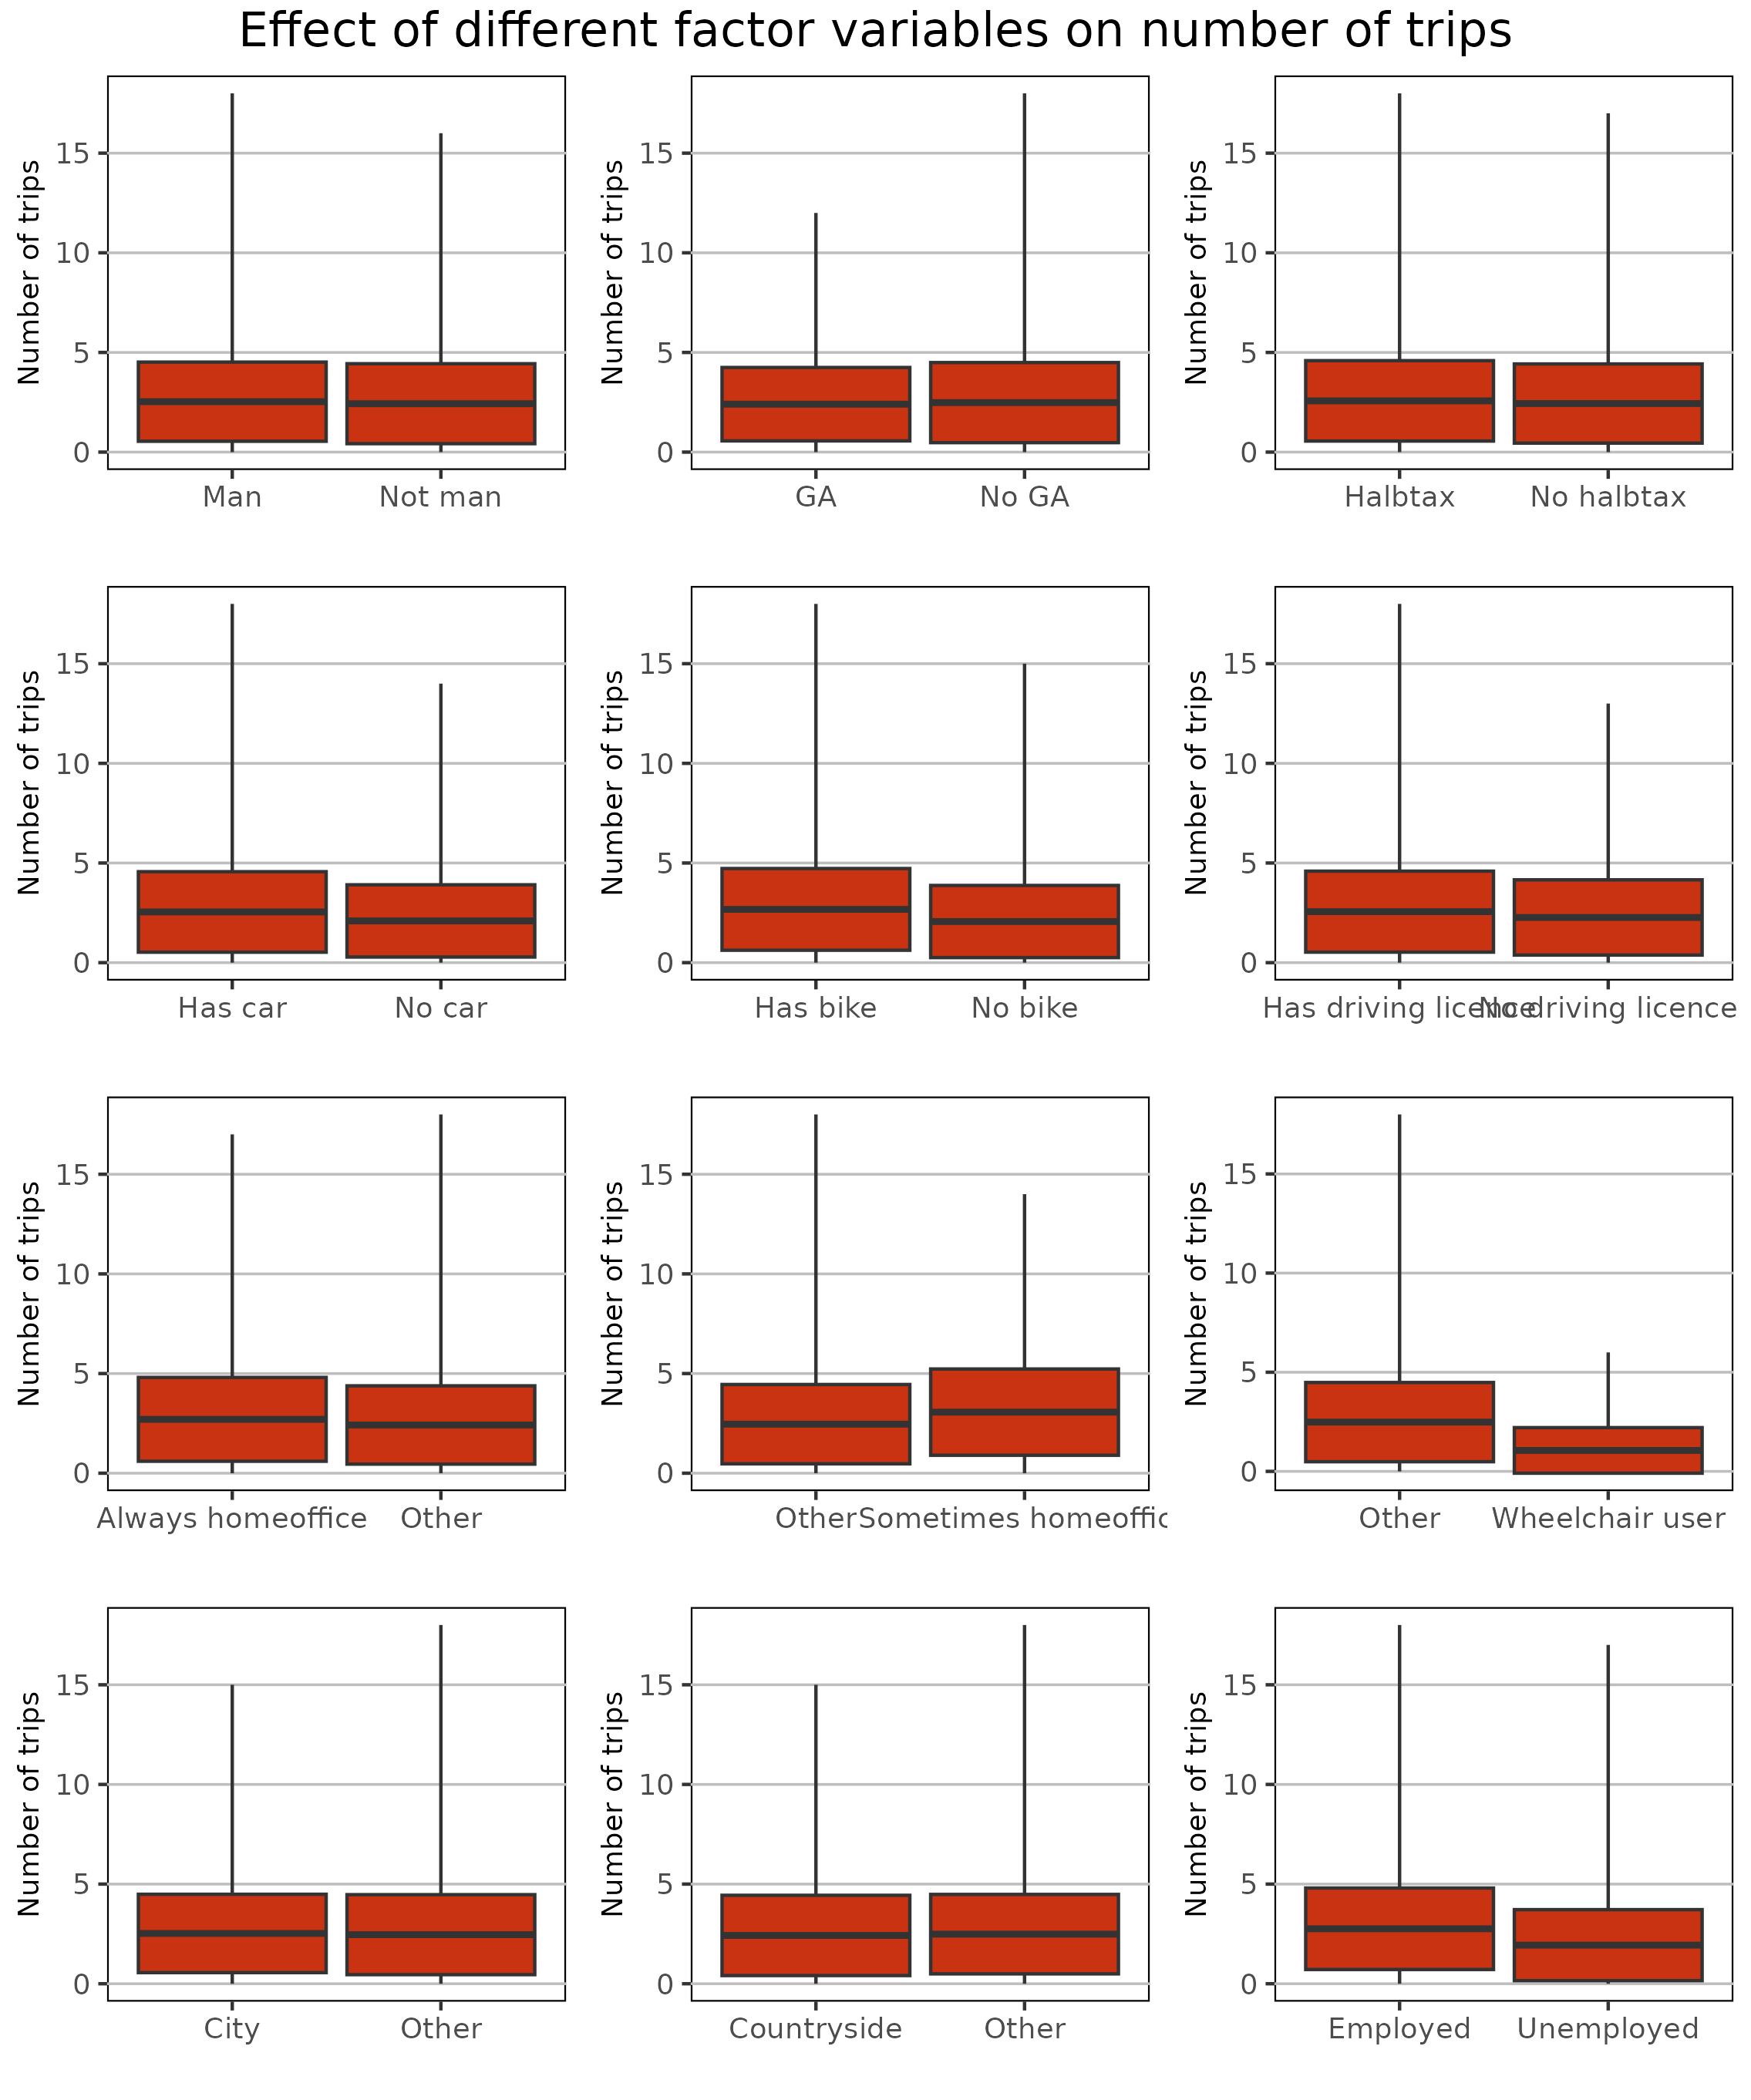 Effect of different factor variables on number of trips
Number of trips
15
10
5
0
Man Not man
Number of trips
15
10
5
0
GA No GA
Number of trips
15
10
5
0
Halbtax No halbtax
Number of trips
15
10
5
0
Has car No car
Number of trips
15
10
5
0
Has bike No bike
Number of trips
15
10
5
0
Has driving licence No driving licence
Number of trips
15
10
5
0
Always homeoffice Other
Number of trips
15
10
5
0
Other Sometimes homeoffic
Number of trips
15
10
5
0
Other Wheelchair user
Number of trips
15
10
5
0
City Other
Number of trips
15
10
5
0
Countryside Other
Number of trips
15
10
5
0
Employed Unemployed